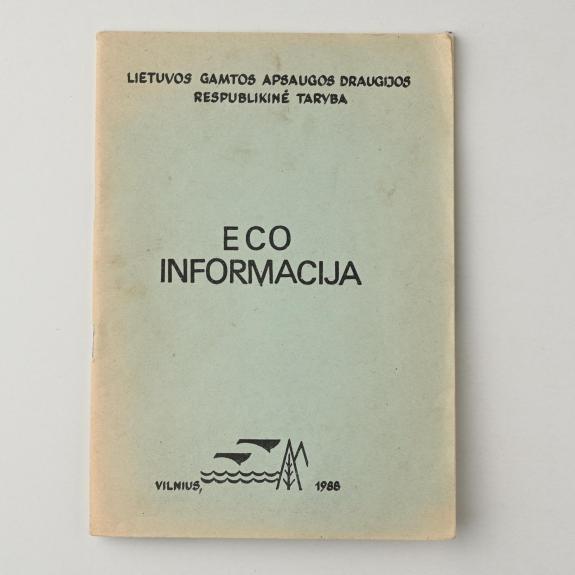 LIETUVOS GAMTOS APSAUGOS DRAUGIJOS
RESPUBLIKINĖ TARYBA
ECO
INFORMACIJA
VILNIUS, 1988